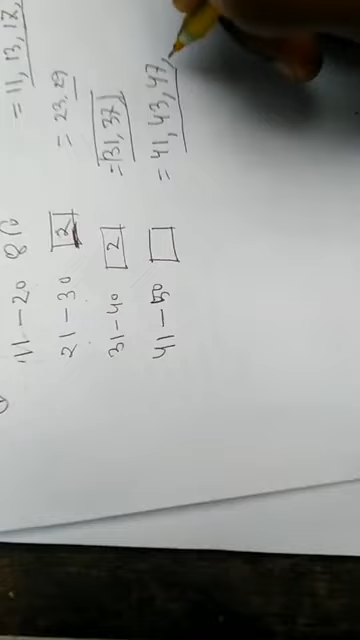 11 – 20 = 11, 13, 17,
21 – 30 2 = 23, 29
31 – 40 2 = 31, 37
41 – 50 = 41, 43, 47,